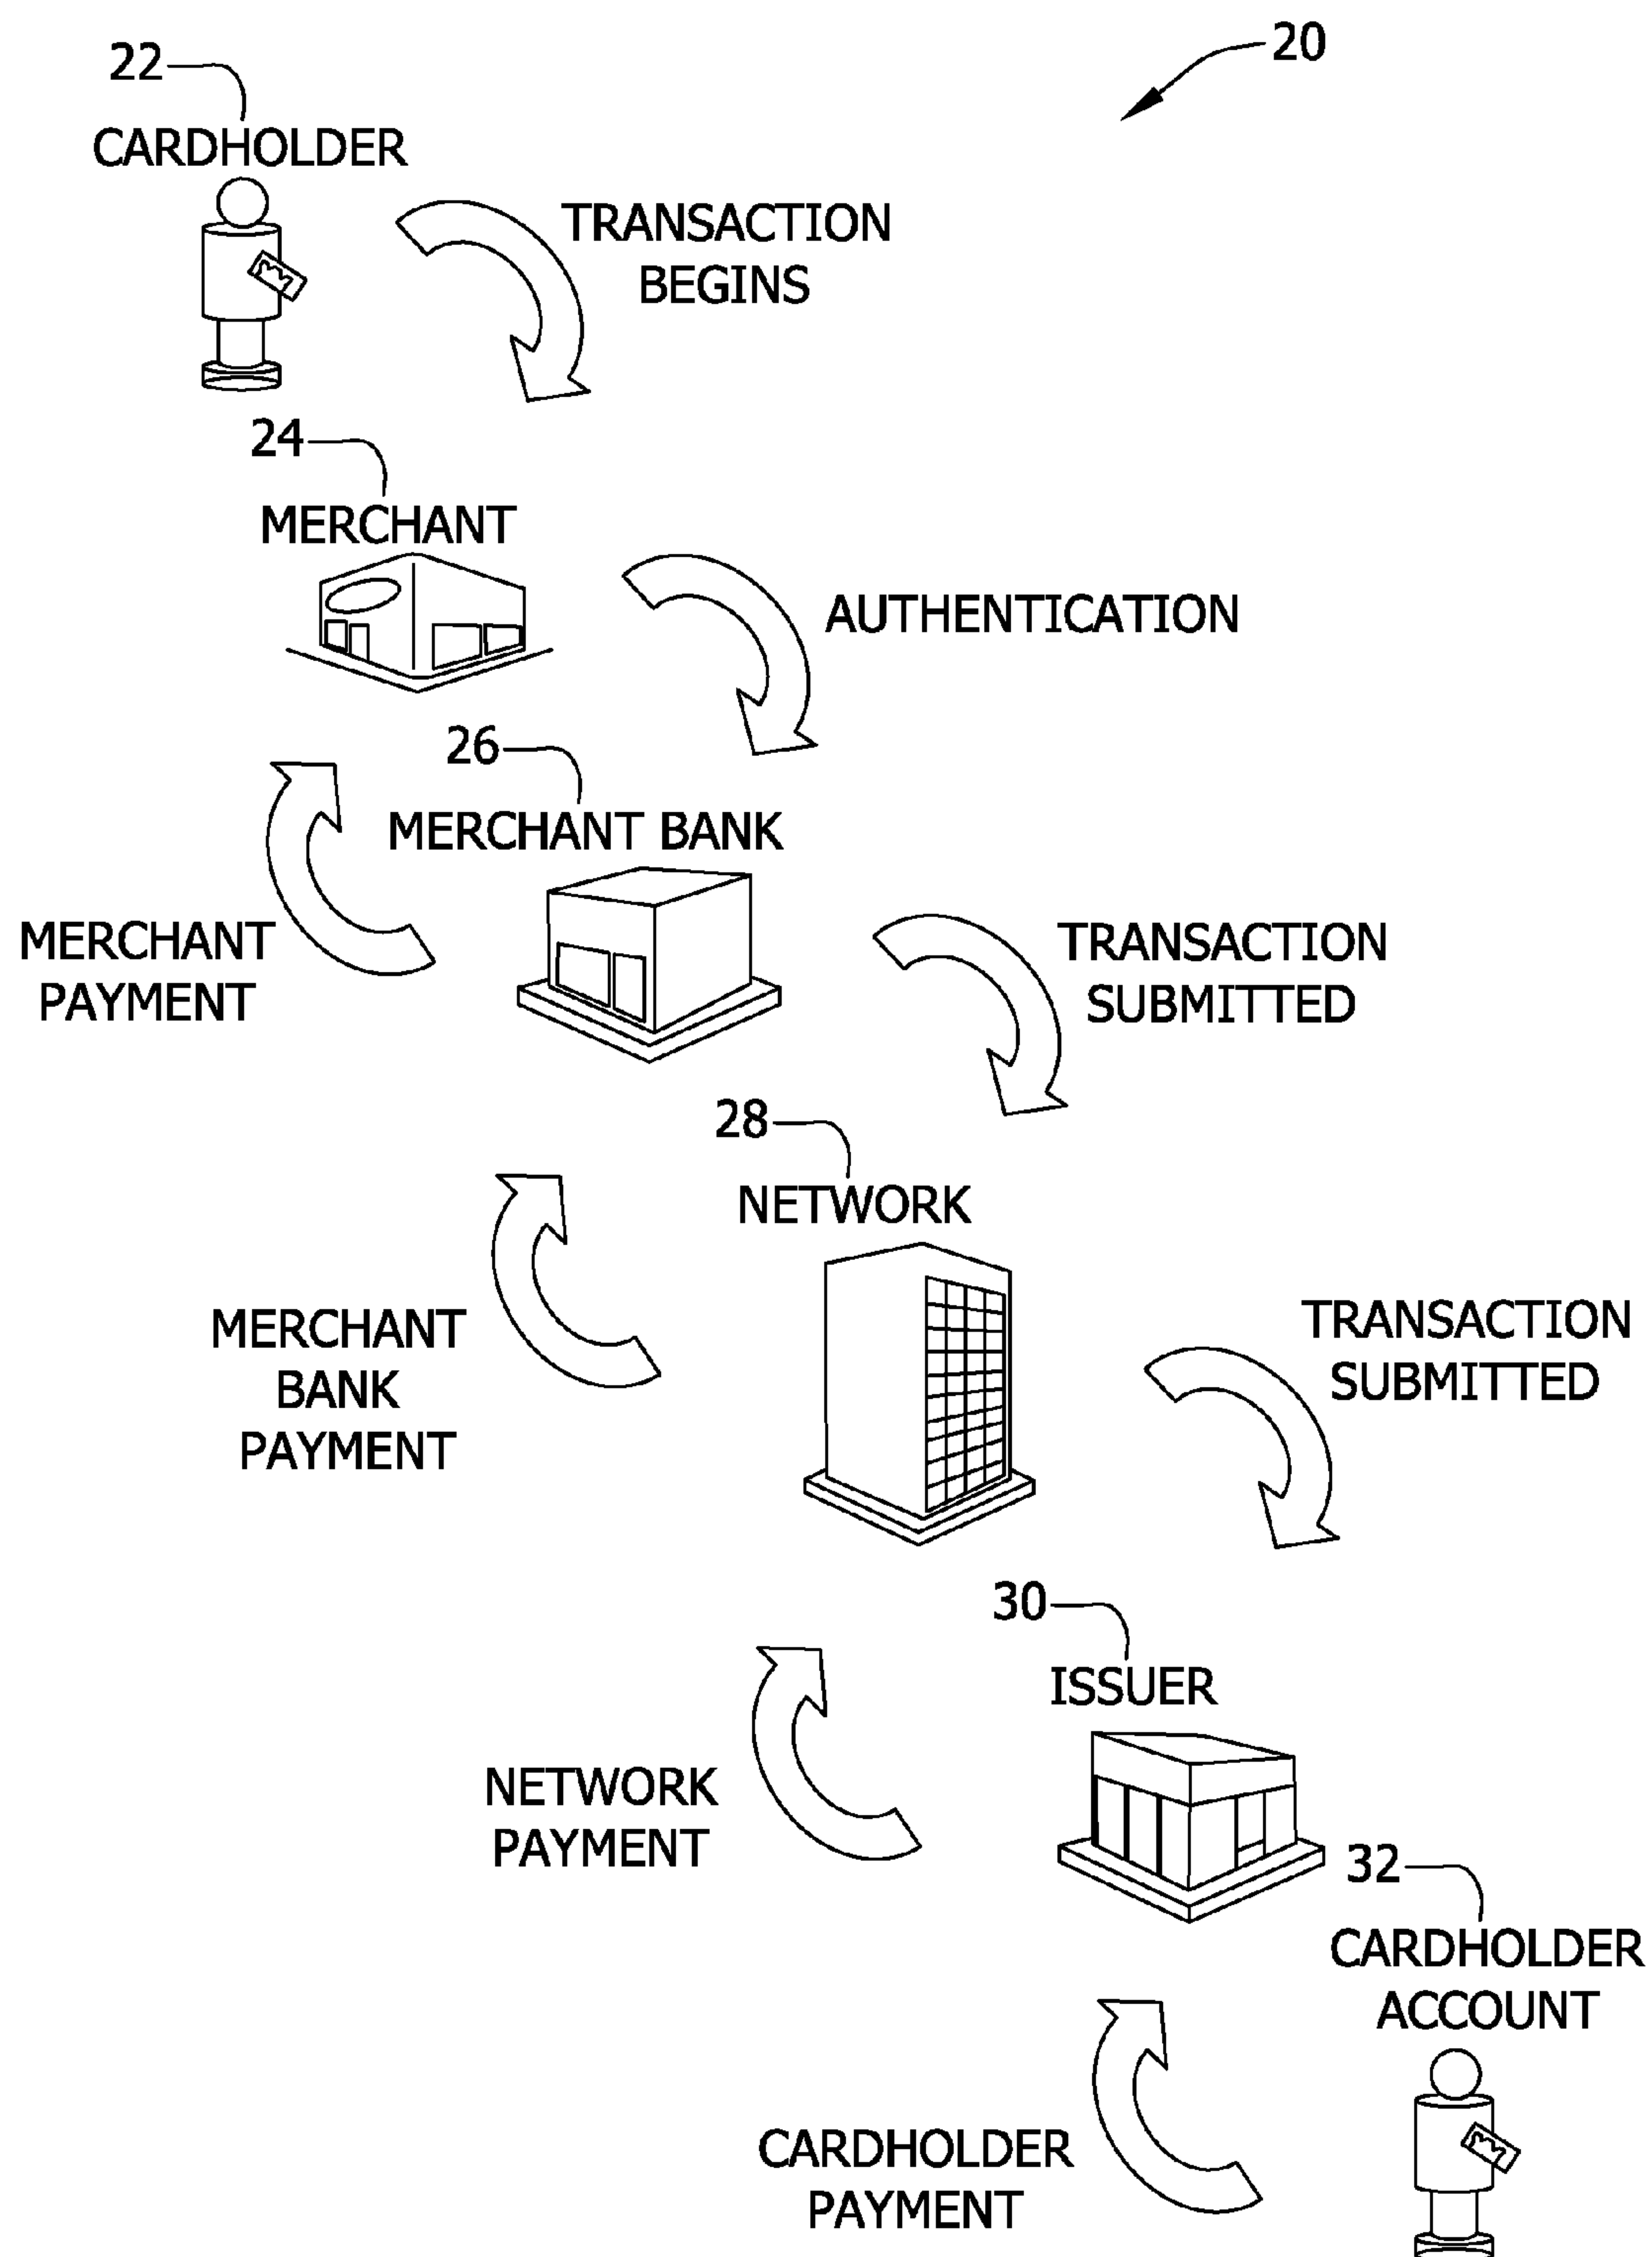 20
22
CARDHOLDER
TRANSACTION
BEGINS
24
MERCHANT
AUTHENTICATION
26
MERCHANT BANK
MERCHANT
PAYMENT
TRANSACTION
SUBMITTED
28
NETWORK
MERCHANT
BANK
PAYMENT
TRANSACTION
SUBMITTED
30
ISSUER
NETWORK
PAYMENT
32
CARDHOLDER
ACCOUNT
CARDHOLDER
PAYMENT